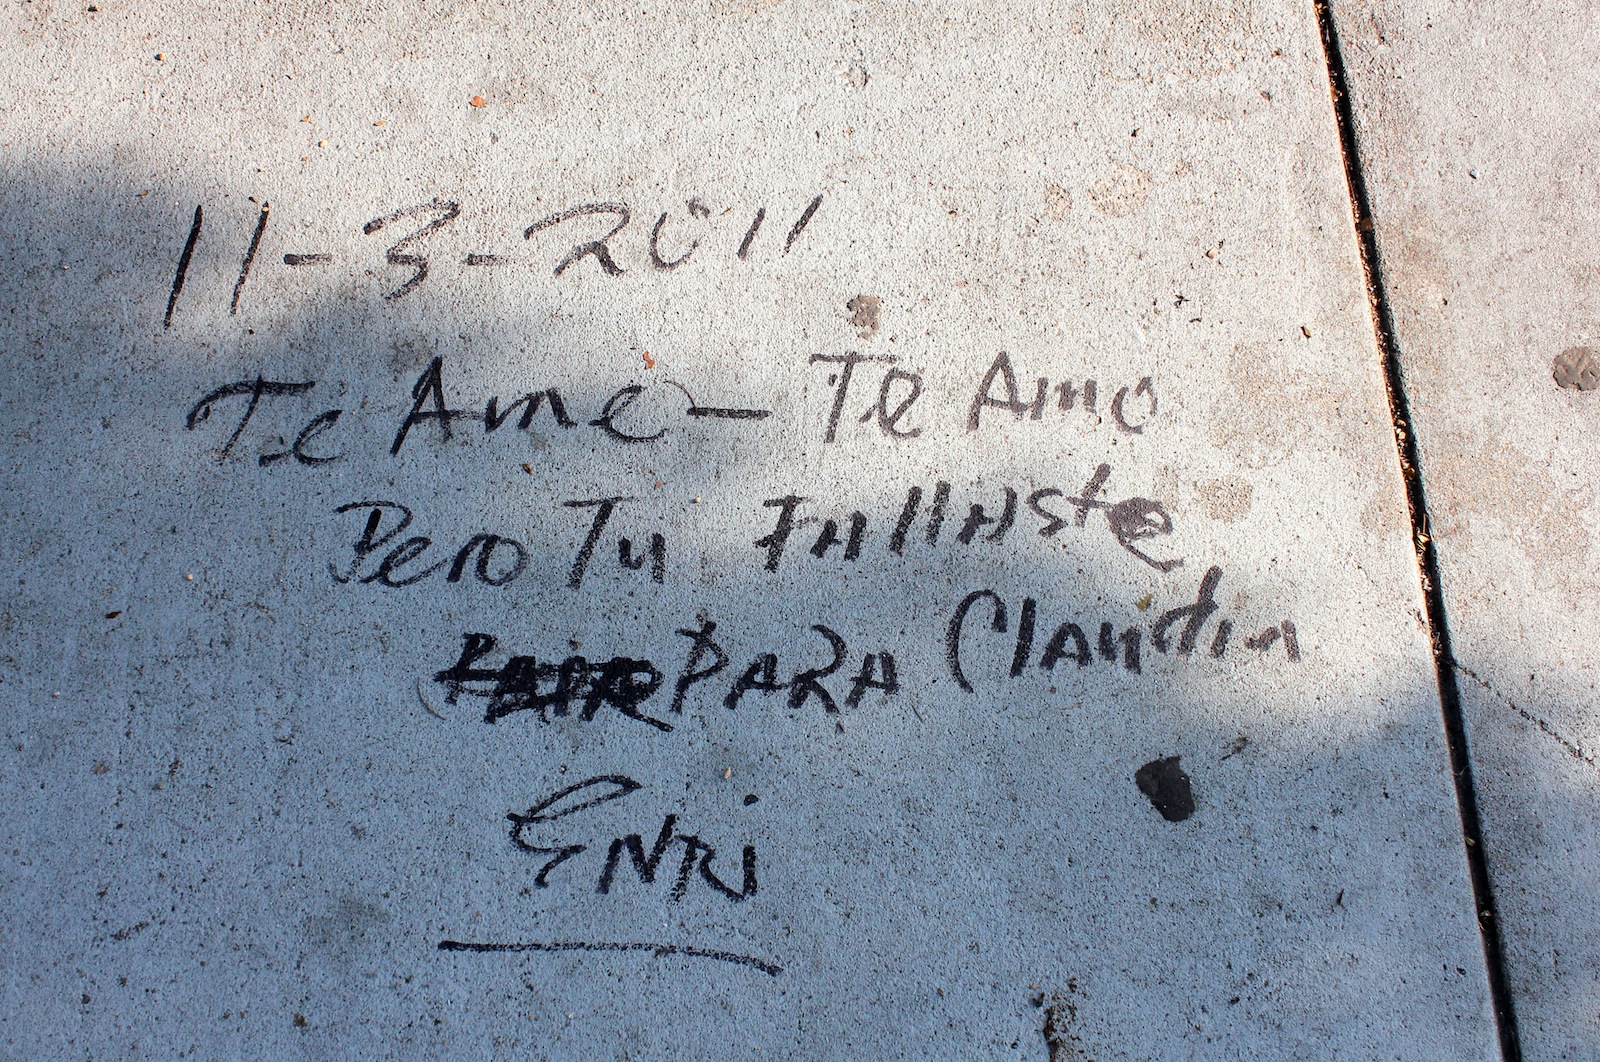 11-3-2011
Te Ame - Te Amo
Pero Tu FAllAste
PARA Claudia
ENRi